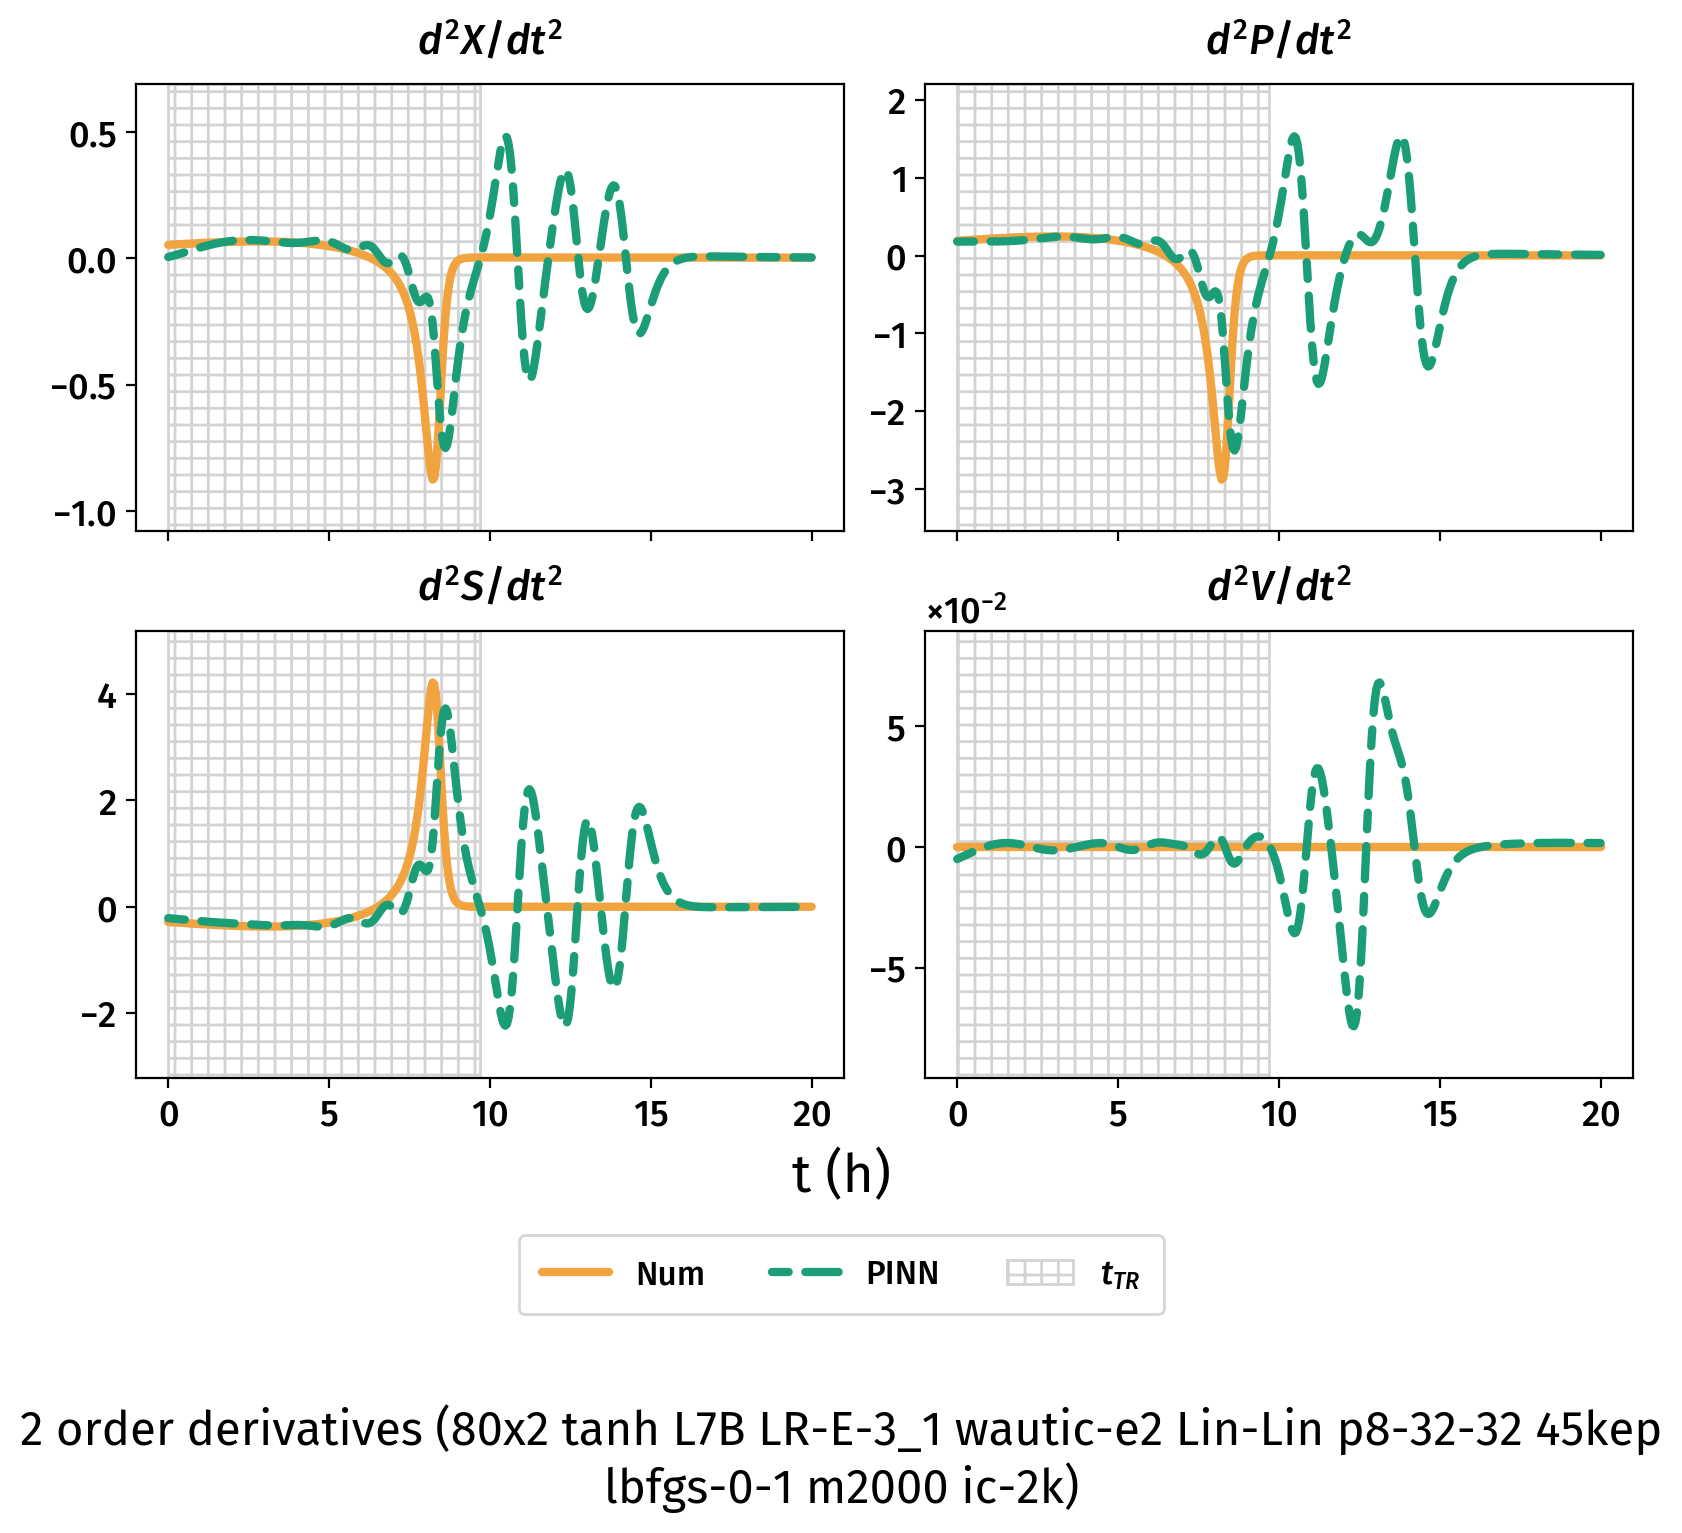 d²X/dt²
d²P/dt²
0.5
0.0
−0.5
−1.0
2
1
0
−1
−2
−3
d²S/dt²
d²V/dt²
×10⁻²
4
2
0
−2
5
0
−5
0 5 10 15 20
0 5 10 15 20
t (h)
Num PINN t_TR
2 order derivatives (80x2 tanh L7B LR-E-3_1 wautic-e2 Lin-Lin p8-32-32 45kep
lbfgs-0-1 m2000 ic-2k)